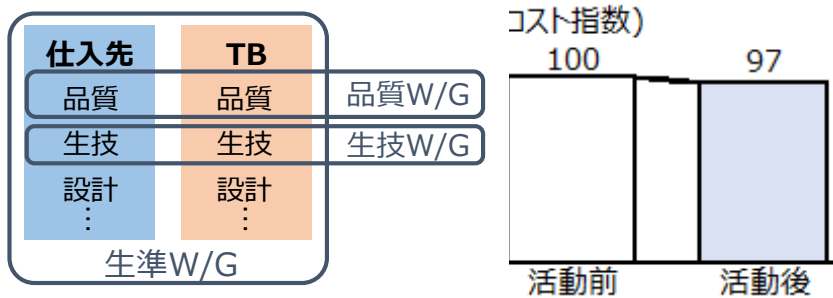 仕入先 TB
品質 品質 品質W/G
生技 生技 生技W/G
設計 設計
⋮ ⋮
生準W/G
コスト指数)
100 97
活動前 活動後